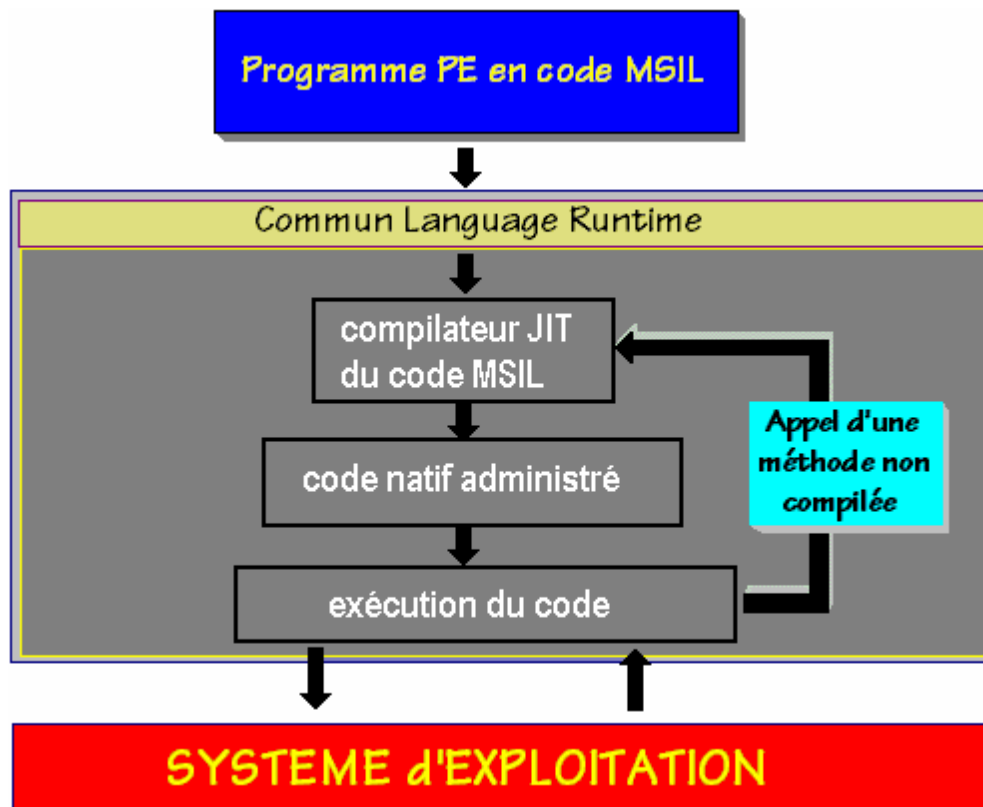 Programme PE en code MSIL
Commun Language Runtime
compilateur JIT
du code MSIL
code natif administré
exécution du code
Appel d'une
méthode non
compilée
SYSTEME d'EXPLOITATION